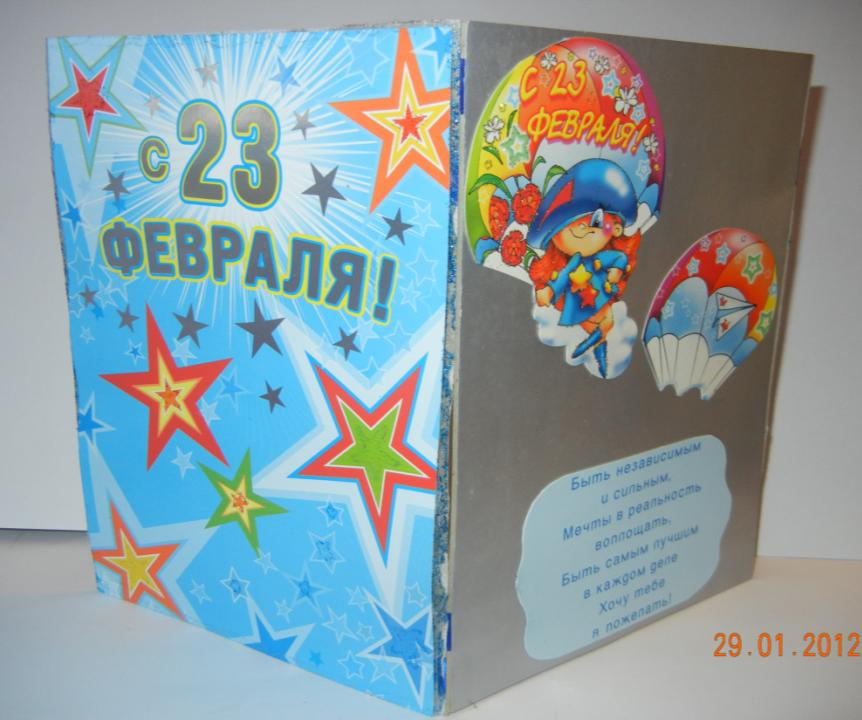 С 23
ФЕВРАЛЯ!
С 23
ФЕВРАЛЯ!
Быть независимым
и сильным,
Мечты в реальность
воплощать,
Быть самым лучшим
в каждом деле
Хочу тебе
я пожелать!
29.01.2012